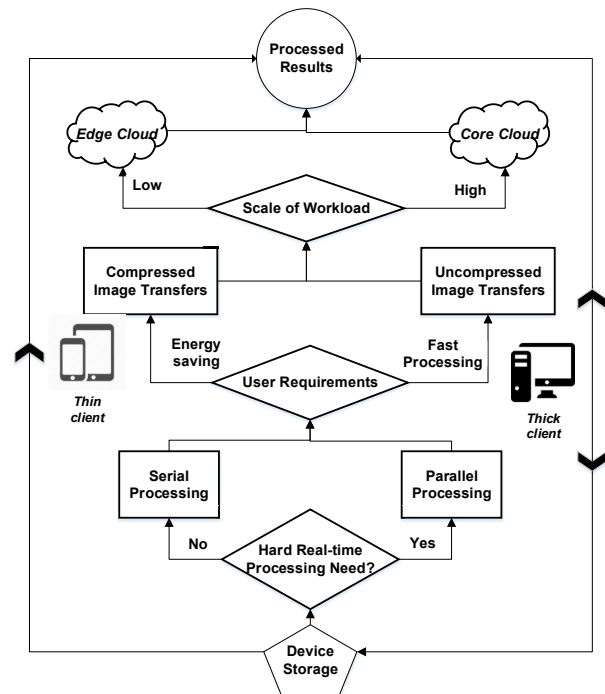 Processed
Results
Edge Cloud
Core Cloud
Low
High
Scale of Workload
Compressed
Image Transfers
Uncompressed
Image Transfers
Energy
saving
Fast
Processing
User Requirements
Thin
client
Thick
client
Serial
Processing
Parallel
Processing
No
Yes
Hard Real-time
Processing Need?
Device
Storage